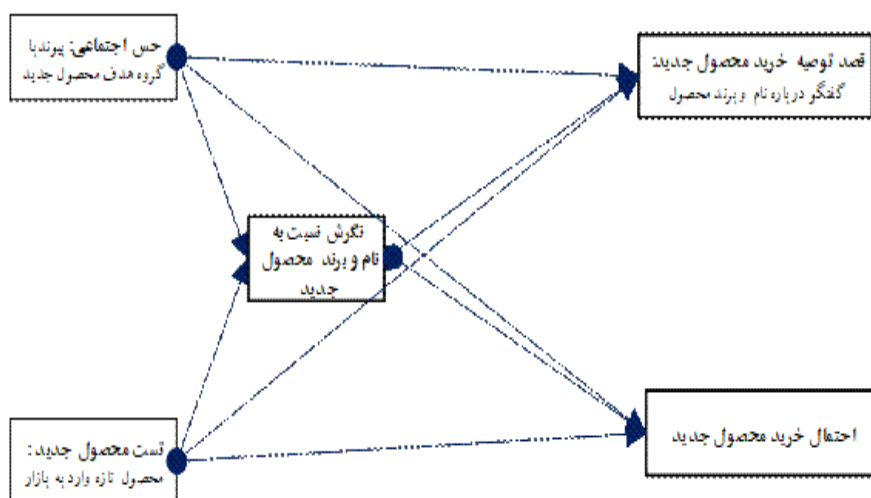 حس اجتماعی: پیوند با
گروه هدف محصول جدید
قصد توصیه خرید محصول جدید:
گفتگر درباره نام و برند محصول
نگرش نسبت به
نام و برند محصول
جدید
تست محصول جدید :
محصول تازه وارد به بازار
احتمال خرید محصول جدید